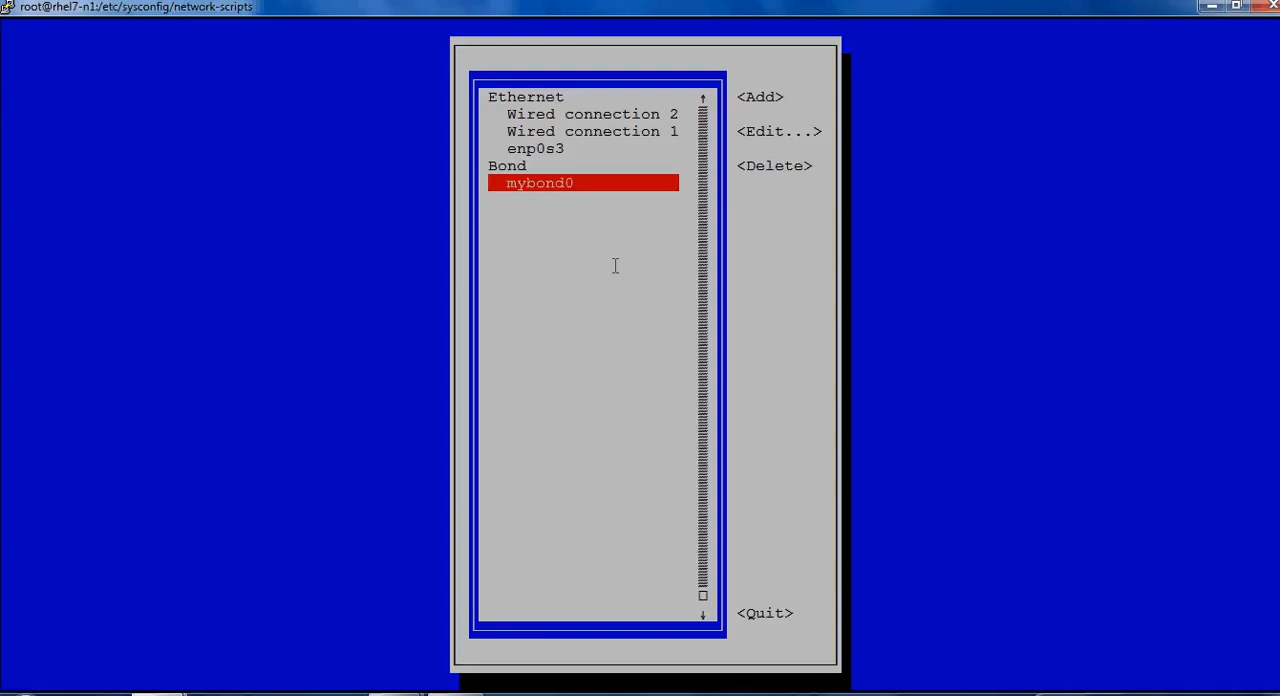 root@rhel7-n1:/etc/sysconfig/network-scripts
Ethernet
Wired connection 2
Wired connection 1
enp0s3
Bond
mybond0
<Add>
<Edit...>
<Delete>
<Quit>